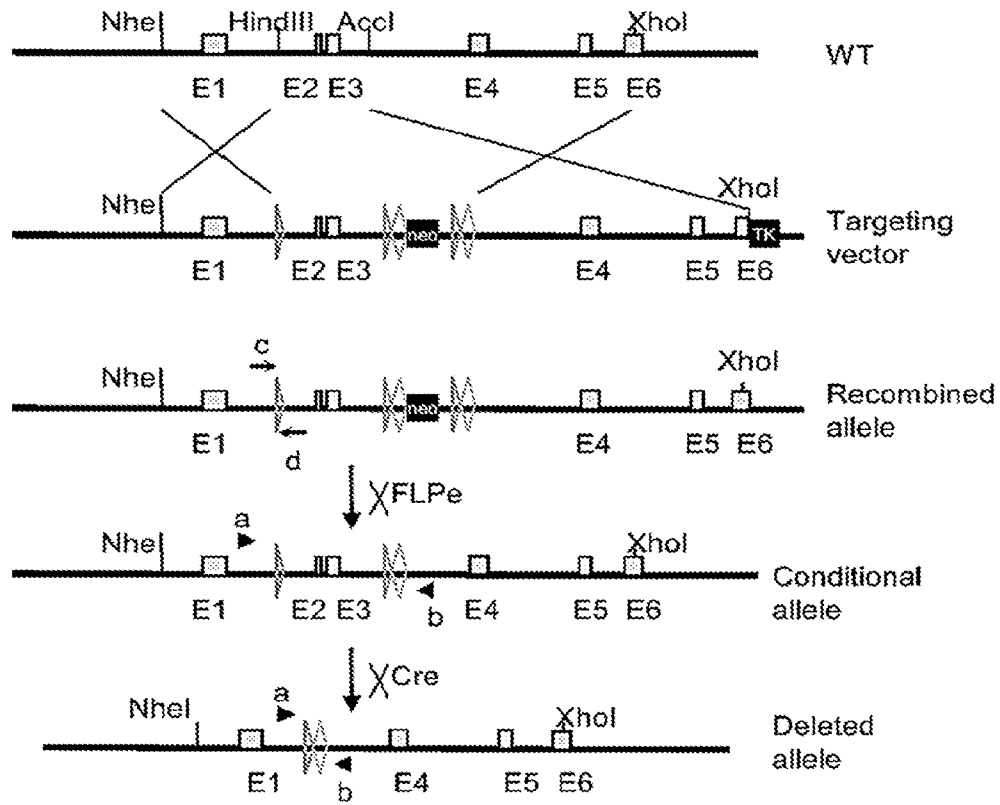 NheI HindIII AccI XhoI
WT
E1 E2 E3 E4 E5 E6
XhoI
NheI
Targeting
vector
neo TK
E1 E2 E3 E4 E5 E6
c
XhoI
NheI
Recombined
allele
neo
E1 d E2 E3 E4 E5 E6
XFLPe
a
NheI XhoI
Conditional
allele
E1 E2 E3 b E4 E5 E6
XCre
a
NheI XhoI
Deleted
allele
E1 b E4 E5 E6